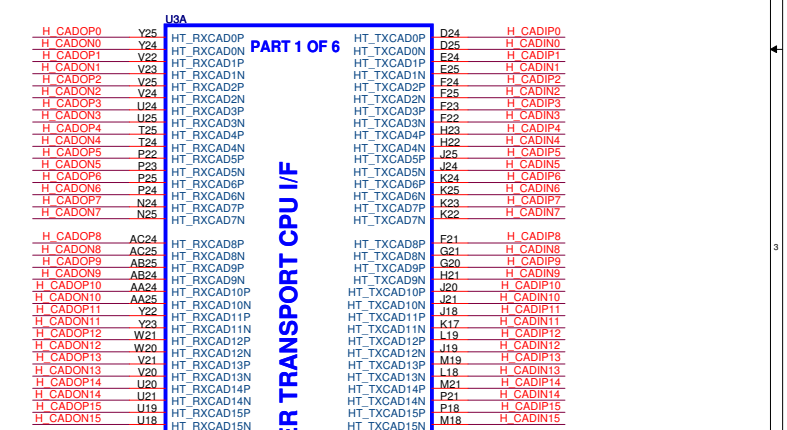 U3A
PART 1 OF 6
H_CADOP0 Y25 HT_RXCAD0P HT_TXCAD0P D24 H_CADIP0
H_CADON0 Y24 HT_RXCAD0N HT_TXCAD0N D25 H_CADIN0
H_CADOP1 V22 HT_RXCAD1P HT_TXCAD1P E24 H_CADIP1
H_CADON1 V23 HT_RXCAD1N HT_TXCAD1N E25 H_CADIN1
H_CADOP2 V25 HT_RXCAD2P HT_TXCAD2P F24 H_CADIP2
H_CADON2 V24 HT_RXCAD2N HT_TXCAD2N F25 H_CADIN2
H_CADOP3 U24 HT_RXCAD3P HT_TXCAD3P F23 H_CADIP3
H_CADON3 U25 HT_RXCAD3N HT_TXCAD3N F22 H_CADIN3
H_CADOP4 T25 HT_RXCAD4P HT_TXCAD4P H23 H_CADIP4
H_CADON4 T24 HT_RXCAD4N HT_TXCAD4N H22 H_CADIN4
H_CADOP5 P22 HT_RXCAD5P HT_TXCAD5P J25 H_CADIP5
H_CADON5 P23 HT_RXCAD5N HT_TXCAD5N J24 H_CADIN5
H_CADOP6 P25 HT_RXCAD6P HT_TXCAD6P K24 H_CADIP6
H_CADON6 P24 HT_RXCAD6N HT_TXCAD6N K25 H_CADIN6
H_CADOP7 N24 HT_RXCAD7P HT_TXCAD7P K23 H_CADIP7
H_CADON7 N25 HT_RXCAD7N HT_TXCAD7N K22 H_CADIN7
H_CADOP8 AC24 HT_RXCAD8P HT_TXCAD8P F21 H_CADIP8
H_CADON8 AC25 HT_RXCAD8N HT_TXCAD8N G21 H_CADIN8
H_CADOP9 AB25 HT_RXCAD9P HT_TXCAD9P G20 H_CADIP9
H_CADON9 AB24 HT_RXCAD9N HT_TXCAD9N H21 H_CADIN9
H_CADOP10 AA24 HT_RXCAD10P HT_TXCAD10P J20 H_CADIP10
H_CADON10 AA25 HT_RXCAD10N HT_TXCAD10N J21 H_CADIN10
H_CADOP11 Y22 HT_RXCAD11P HT_TXCAD11P J18 H_CADIP11
H_CADON11 Y23 HT_RXCAD11N HT_TXCAD11N K17 H_CADIN11
H_CADOP12 W21 HT_RXCAD12P HT_TXCAD12P L19 H_CADIP12
H_CADON12 W20 HT_RXCAD12N HT_TXCAD12N J19 H_CADIN12
H_CADOP13 V21 HT_RXCAD13P HT_TXCAD13P M19 H_CADIP13
H_CADON13 V20 HT_RXCAD13N HT_TXCAD13N L18 H_CADIN13
H_CADOP14 U20 HT_RXCAD14P HT_TXCAD14P M21 H_CADIP14
H_CADON14 U21 HT_RXCAD14N HT_TXCAD14N P21 H_CADIN14
H_CADOP15 U19 HT_RXCAD15P HT_TXCAD15P P18 H_CADIP15
H_CADON15 U18 HT_RXCAD15N HT_TXCAD15N M18 H_CADIN15
ER TRANSPORT CPU I/F
3